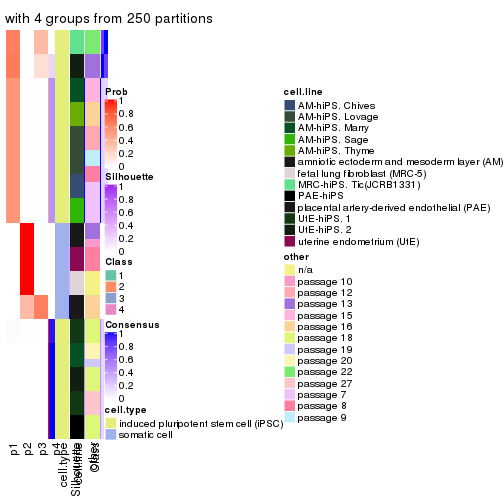 with 4 groups from 250 partitions
Prob
1
0.8
0.6
0.4
0.2
0
Silhouette
1
0.8
0.6
0.4
0.2
0
Class
1
2
3
4
Consensus
1
0.8
0.6
0.4
0.2
0
cell.type
induced pluripotent stem cell (iPSC)
somatic cell
cell.line
AM-hiPS. Chives
AM-hiPS. Lovage
AM-hiPS. Marry
AM-hiPS. Sage
AM-hiPS. Thyme
amniotic ectoderm and mesoderm layer (AM)
fetal lung fibroblast (MRC-5)
MRC-hiPS. Tic(JCRB1331)
PAE-hiPS
placental artery-derived endothelial (PAE)
UtE-hiPS. 1
UtE-hiPS. 2
uterine endometrium (UtE)
other
n/a
passage 10
passage 12
passage 13
passage 15
passage 16
passage 18
passage 19
passage 20
passage 22
passage 27
passage 7
passage 8
passage 9
p1
p2
p3
p4
cell.type
Silhouette
cell.line
other
Class